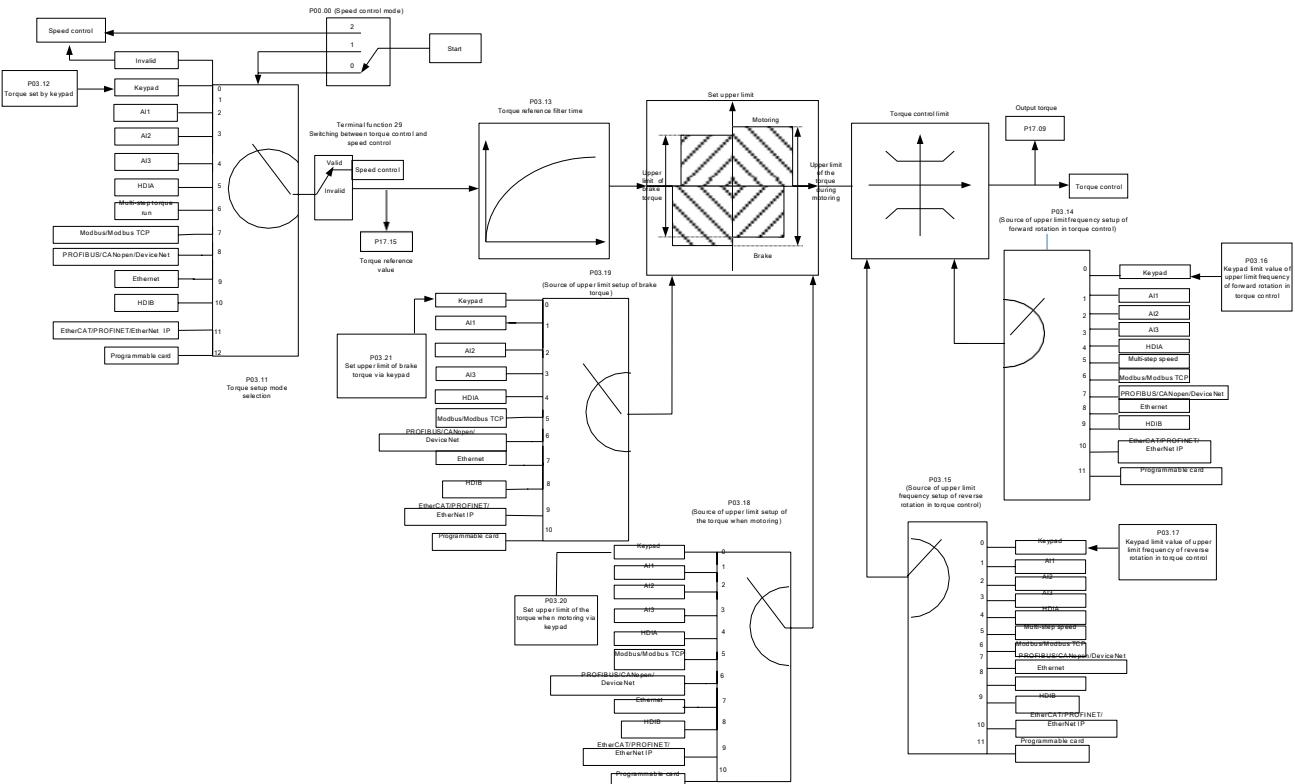 P00.00 (Speed control mode)
2
1
0
Start
Speed control
Invalid
P03.12
Torque set by keypad
Keypad
AI1
AI2
AI3
HDIA
Multi-step torque
run
Modbus/Modbus TCP
PROFIBUS/CANopen/DeviceNet
Ethernet
HDIB
EtherCAT/PROFINET/EtherNet IP
Programmable card
0
1
2
3
4
5
6
7
8
9
10
11
12
P03.11
Torque setup mode
selection
Terminal function 29
Switching between torque control and
speed control
Valid
Speed control
Invalid
P17.15
Torque reference
value
P03.13
Torque reference filter time
Set upper limit
Motoring
Upper
limit of
brake
torque
Upper limit
of the
torque
during
motoring
Brake
Torque control limit
Output torque
P17.09
Torque control
P03.19
(Source of upper limit setup of brake
torque)
Keypad
AI1
AI2
AI3
HDIA
Modbus/Modbus TCP
PROFIBUS/CANopen/
DeviceNet
Ethernet
HDIB
EtherCAT/PROFINET/
EtherNet IP
Programmable card
0
1
2
3
4
5
6
7
8
9
10
P03.21
Set upper limit of brake
torque via keypad
P03.18
(Source of upper limit setup of
the torque when motoring)
Keypad
AI1
AI2
AI3
HDIA
Modbus/Modbus TCP
PROFIBUS/CANopen/
DeviceNet
Ethernet
HDIB
EtherCAT/PROFINET/
EtherNet IP
Programmable card
0
1
2
3
4
5
6
7
8
9
10
P03.20
Set upper limit of the
torque when motoring via
keypad
P03.14
(Source of upper limit frequency setup of
forward rotation in torque control)
0
1
2
3
4
5
6
7
8
9
10
11
Keypad
AI1
AI2
AI3
HDIA
Multi-step speed
Modbus/Modbus TCP
PROFIBUS/CANopen/DeviceNet
Ethernet
HDIB
EtherCAT/PROFINET/
EtherNet IP
Programmable card
P03.16
Keypad limit value of
upper limit frequency
of forward rotation in
torque control
P03.15
(Source of upper limit
frequency setup of reverse
rotation in torque control)
0
1
2
3
4
5
6
7
8
9
10
11
Keypad
AI1
AI2
AI3
HDIA
Multi-step speed
Modbus/Modbus TCP
PROFIBUS/CANopen/DeviceNet
Ethernet
HDIB
EtherCAT/PROFINET/
EtherNet IP
Programmable card
P03.17
Keypad limit value of upper
limit frequency of reverse
rotation in torque control